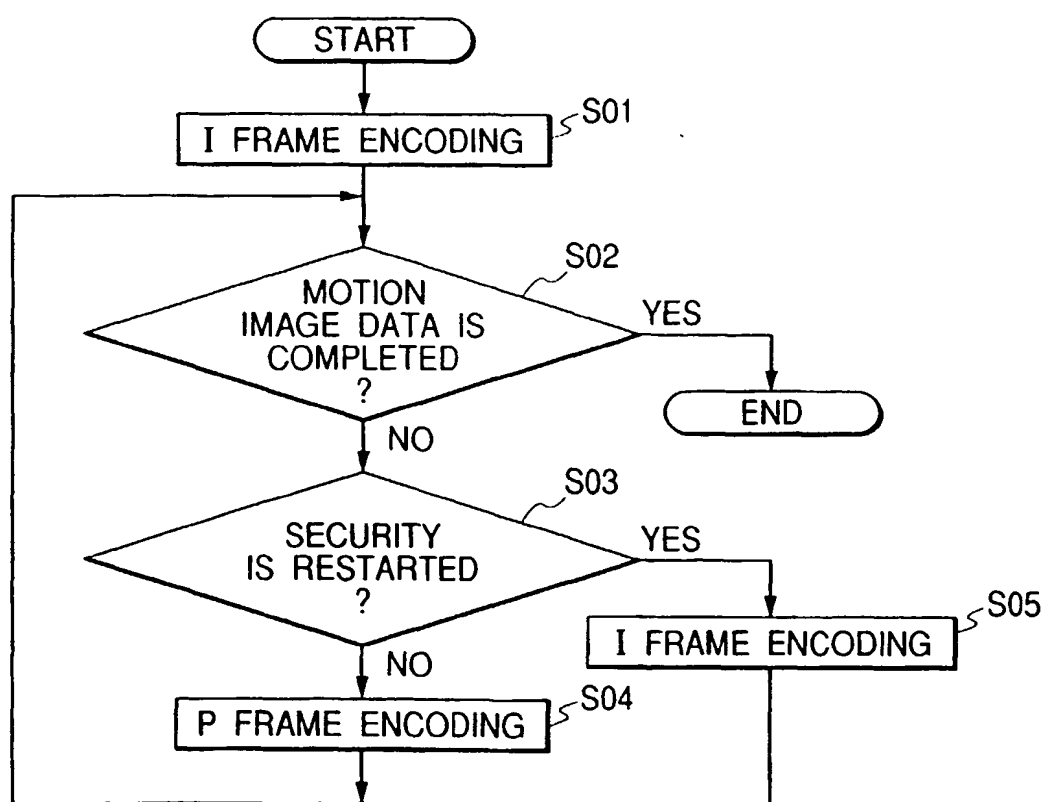 START
I FRAME ENCODING
S01
MOTION
IMAGE DATA IS
COMPLETED
?
S02
YES
END
NO
SECURITY
IS RESTARTED
?
S03
YES
I FRAME ENCODING
S05
NO
P FRAME ENCODING
S04